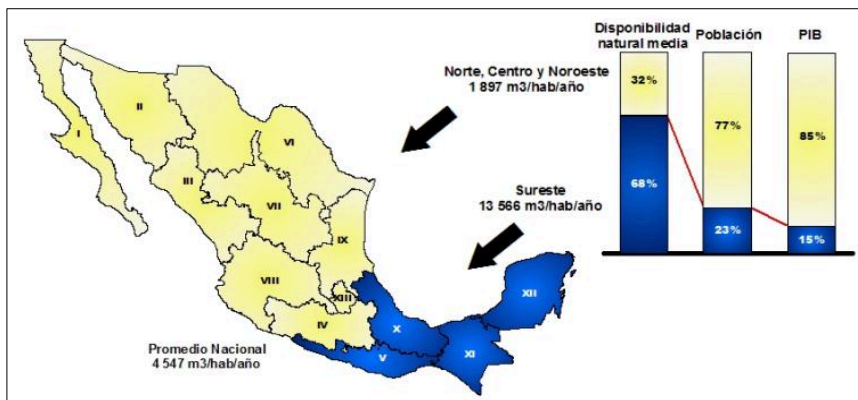 Disponibilidad
natural media
Población
PIB
32%
77%
85%
68%
23%
15%
Norte, Centro y Noroeste
1 897 m3/hab/año
Sureste
13 566 m3/hab/año
I
II
III
VI
VII
IX
VIII
XIII
IV
X
V
XI
XII
Promedio Nacional
4 547 m3/hab/año